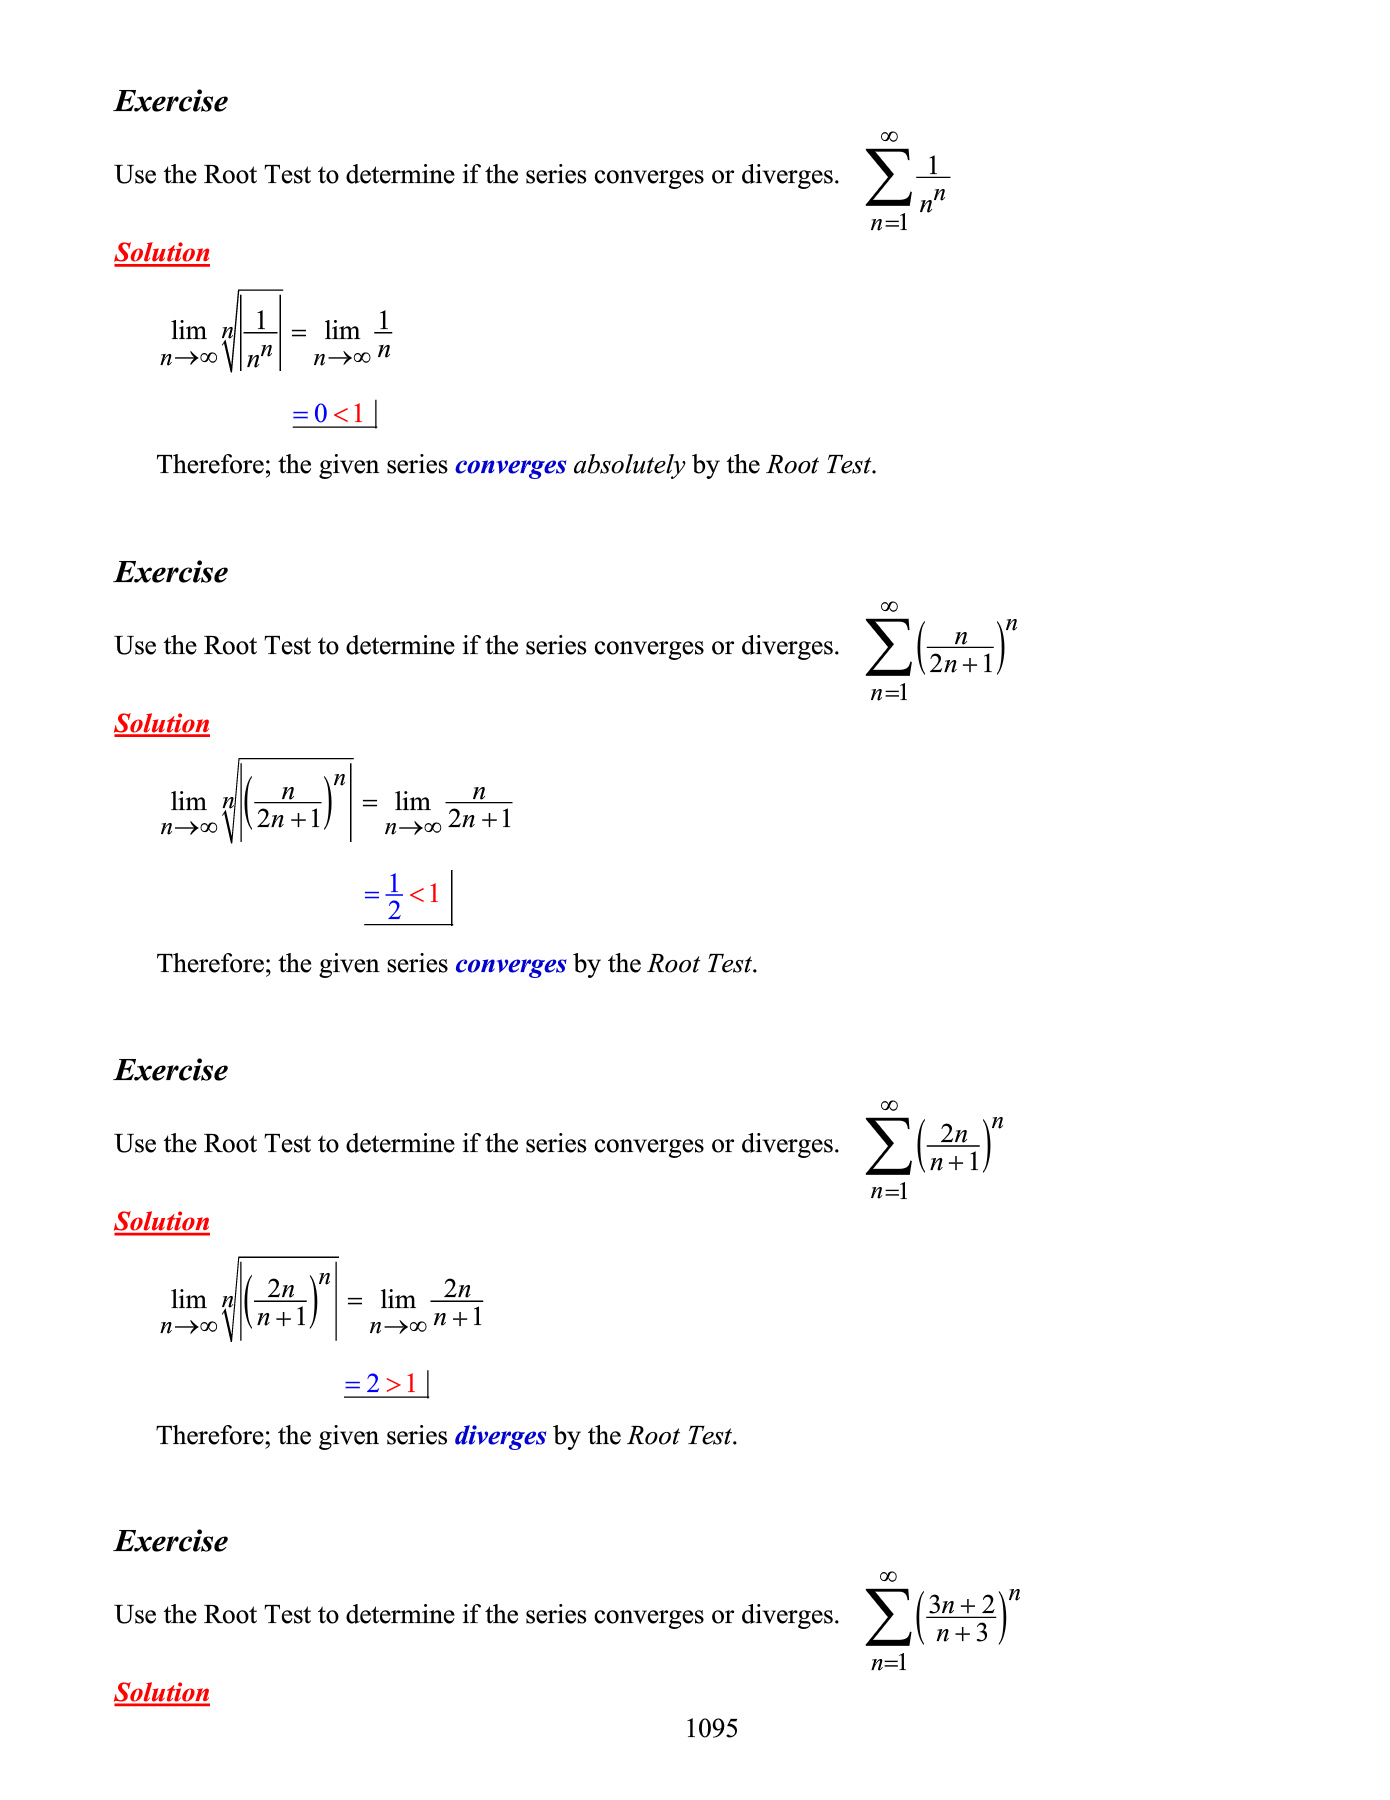 Exercise
Use the Root Test to determine if the series converges or diverges. $\sum_{n=1}^{\infty} \frac{1}{n^n}$
Solution
$\lim_{n\to\infty} \sqrt[n]{\left|\frac{1}{n^n}\right|} = \lim_{n\to\infty} \frac{1}{n}$
$= 0 < 1$
Therefore; the given series converges absolutely by the Root Test.
Exercise
Use the Root Test to determine if the series converges or diverges. $\sum_{n=1}^{\infty} \left(\frac{n}{2n+1}\right)^n$
Solution
$\lim_{n\to\infty} \sqrt[n]{\left|\left(\frac{n}{2n+1}\right)^n\right|} = \lim_{n\to\infty} \frac{n}{2n+1}$
$= \frac{1}{2} < 1$
Therefore; the given series converges by the Root Test.
Exercise
Use the Root Test to determine if the series converges or diverges. $\sum_{n=1}^{\infty} \left(\frac{2n}{n+1}\right)^n$
Solution
$\lim_{n\to\infty} \sqrt[n]{\left|\left(\frac{2n}{n+1}\right)^n\right|} = \lim_{n\to\infty} \frac{2n}{n+1}$
$= 2 > 1$
Therefore; the given series diverges by the Root Test.
Exercise
Use the Root Test to determine if the series converges or diverges. $\sum_{n=1}^{\infty} \left(\frac{3n+2}{n+3}\right)^n$
Solution
1095